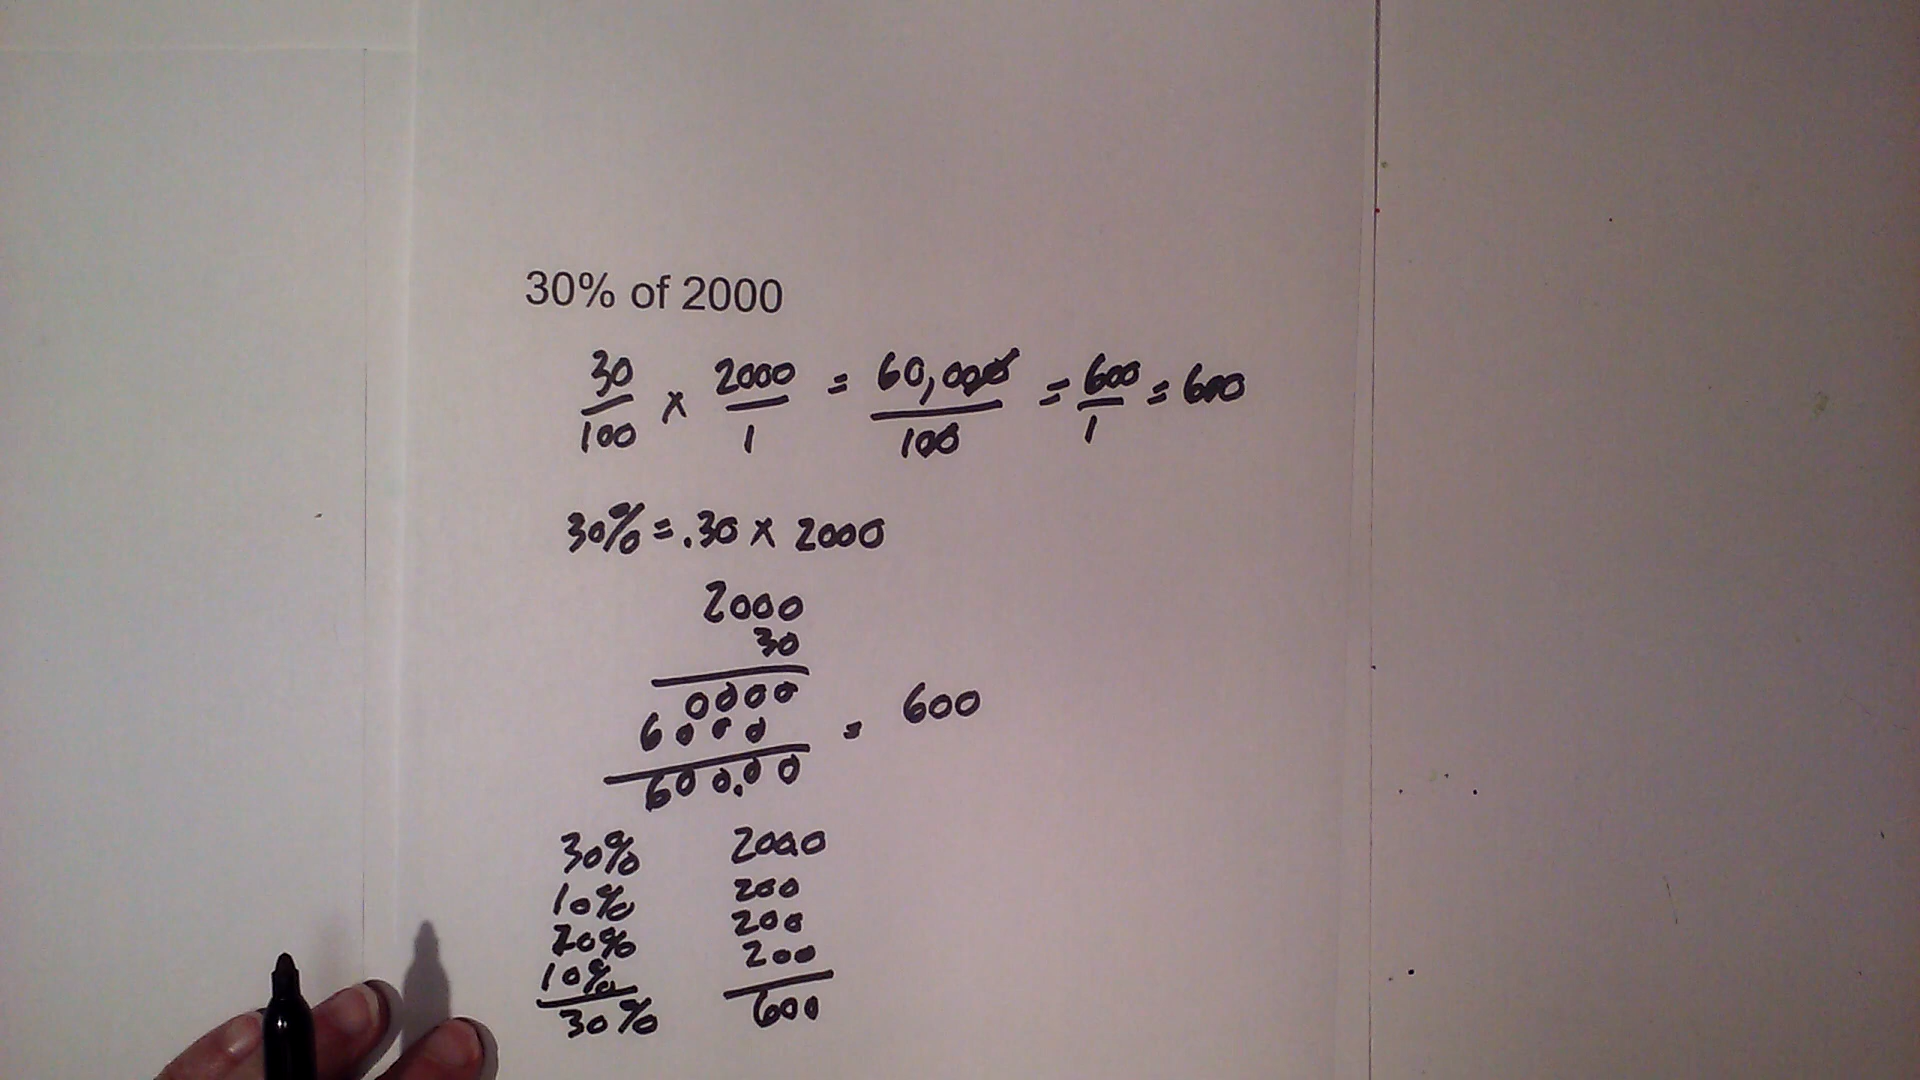 30% of 2000
30/100 × 2000/1 = 60,000/100 = 600/1 = 600
30% = .30 × 2000
2000
30
0000
6000
600.00 = 600
30% 2000
10% 200
20% 200
10% 200
30% 600